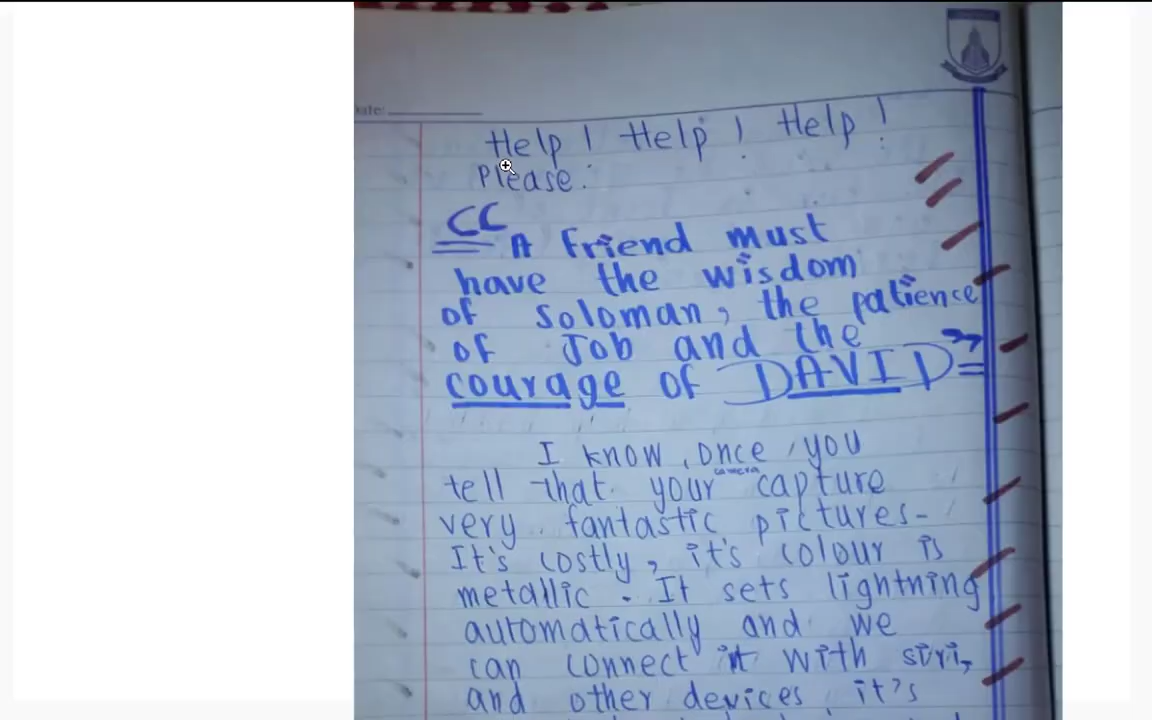 Date:
Help! Help! Help!
Please.
"A friend must
have the wisdom
of Soloman, the patience
of Job and the
courage of DAVID"
I know, once, you
tell that your camera capture
very fantastic pictures-
It's costly, it's colour is
metallic. It sets lightning
automatically and we
can connect it with siri,
and other devices, it's